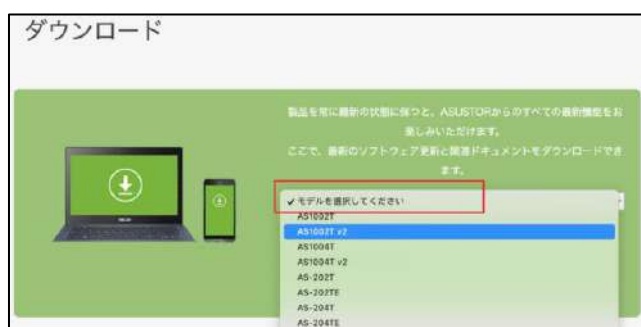 ダウンロード
製品を常に最新の状態に保つと、ASUSTORからのすべての最新機能をお
楽しみいただけます。
ここで、最新のソフトウェア更新と関連ドキュメントをダウンロードでき
ます。
✓モデルを選択してください
AS1002T
AS1002T v2
AS1004T
AS1004T v2
AS-202T
AS-202TE
AS-204T
AS-204TE